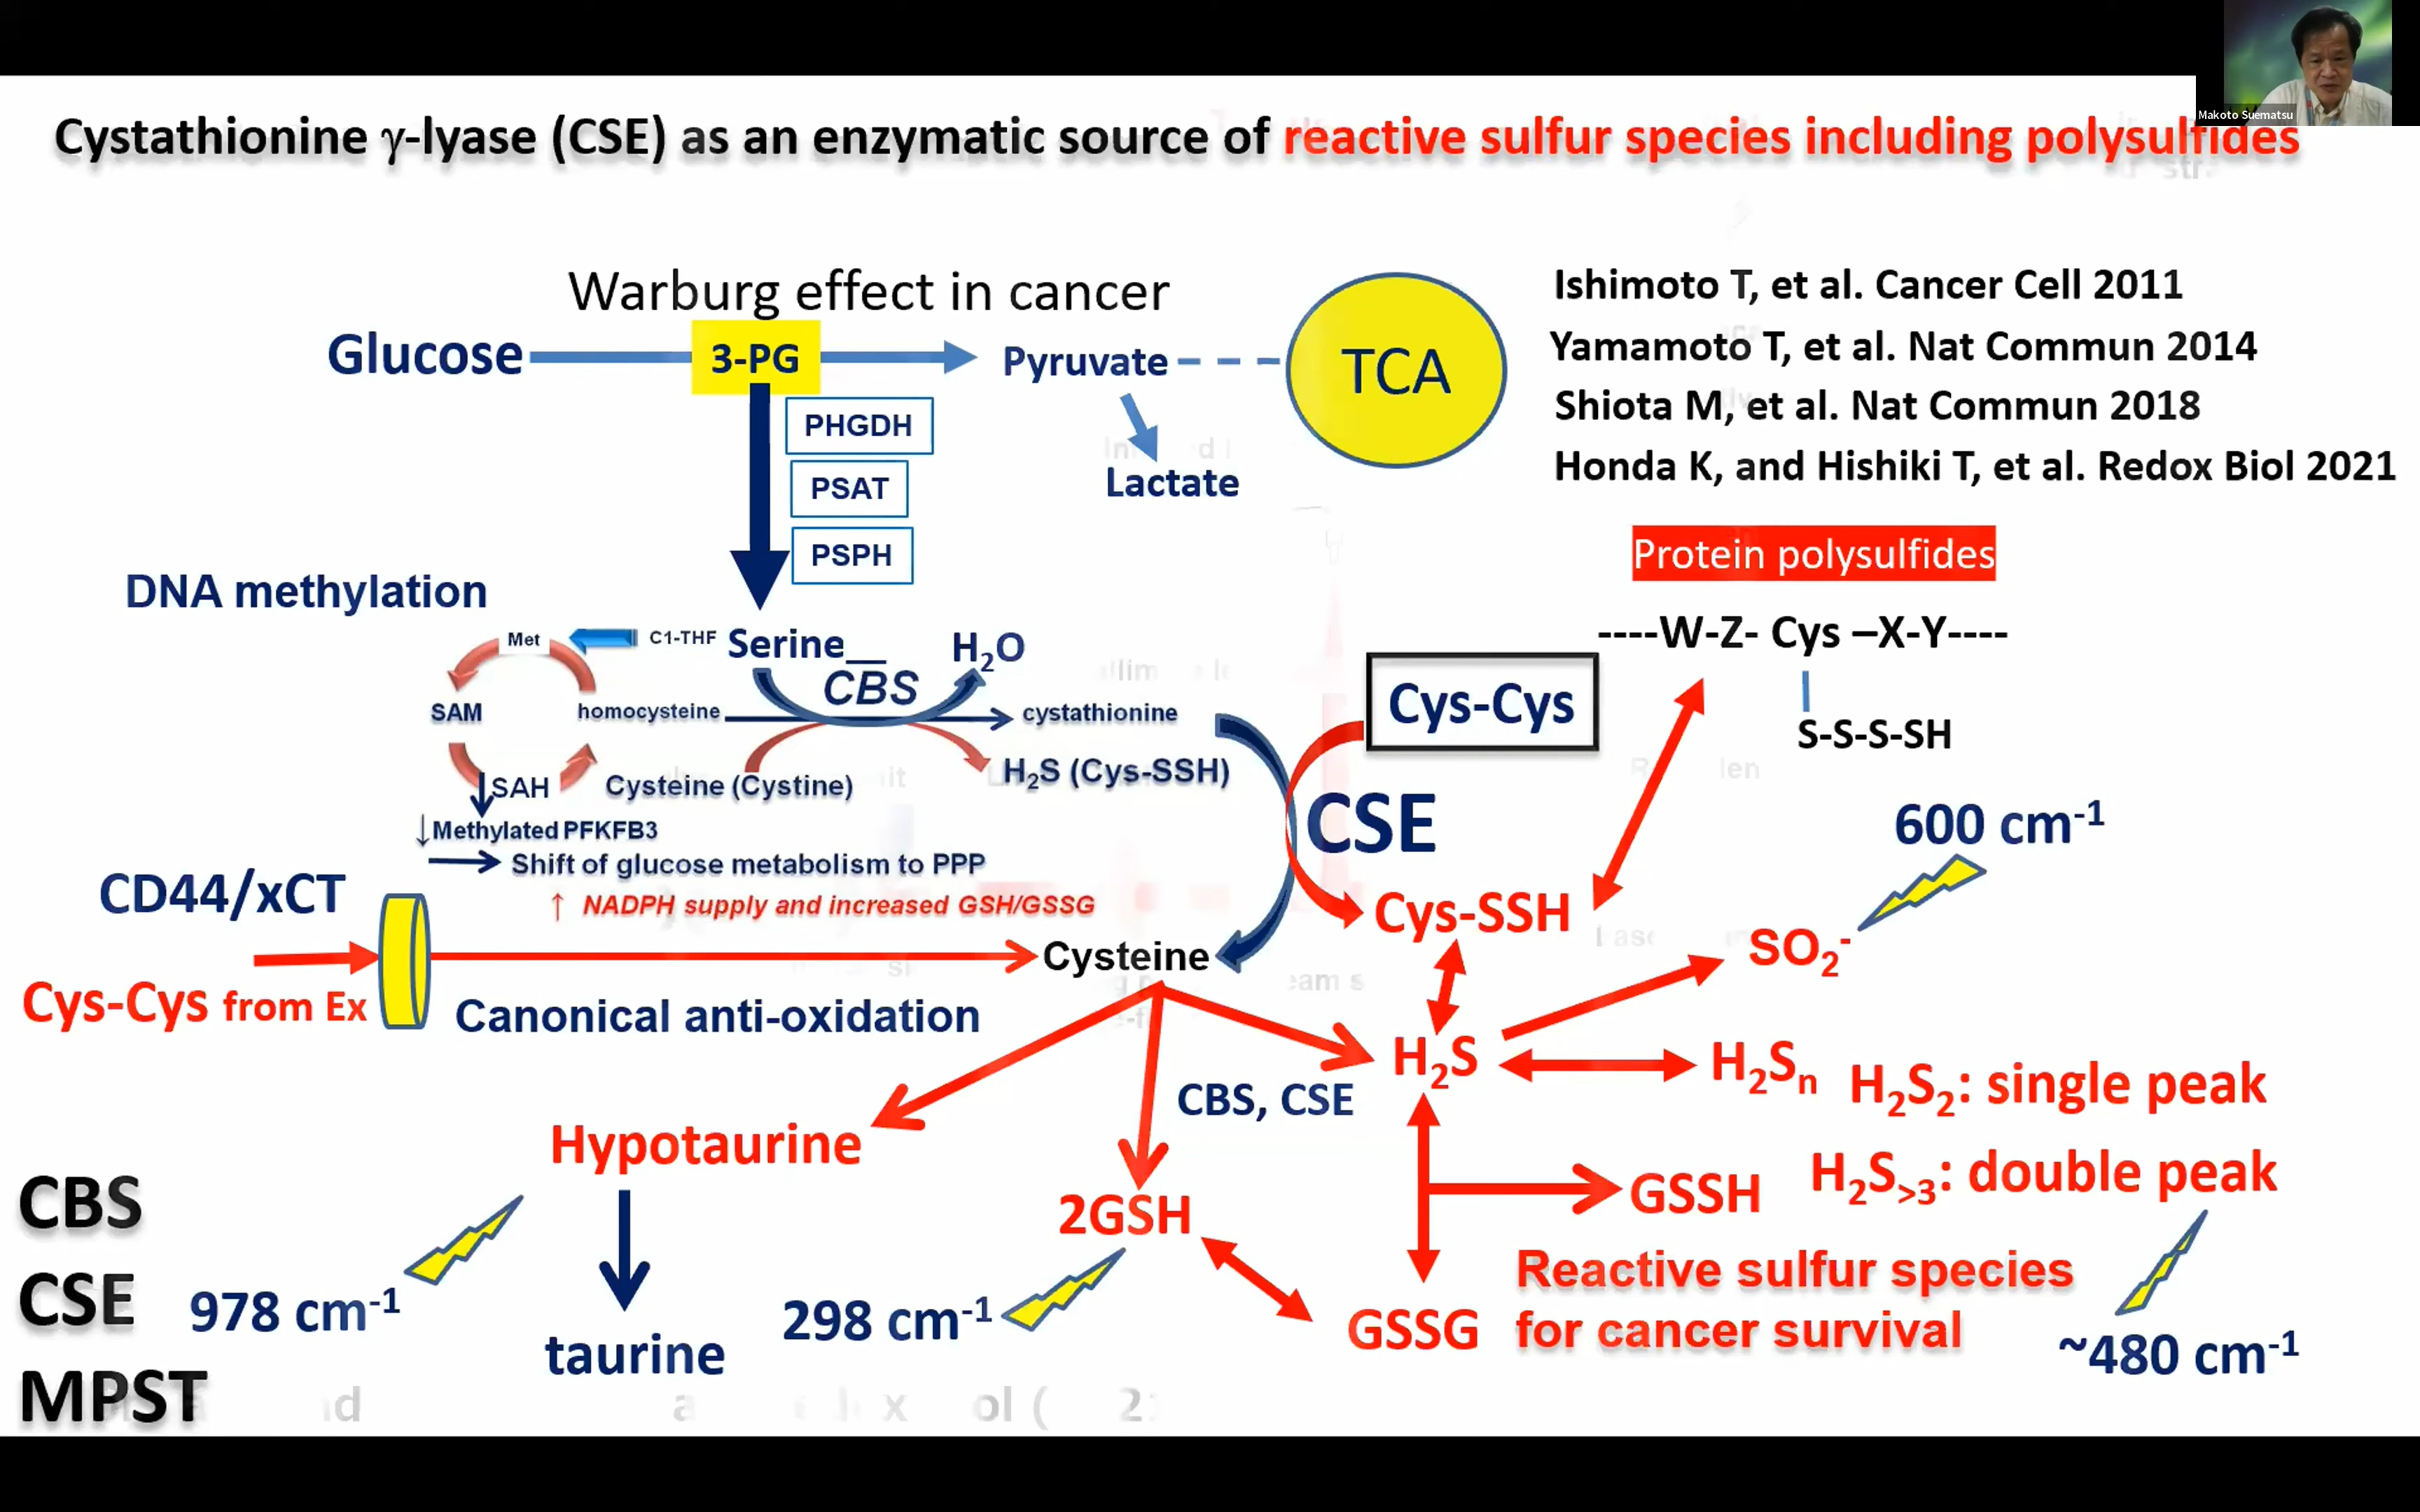 Makoto Suematsu
Cystathionine γ-lyase (CSE) as an enzymatic source of reactive sulfur species including polysulfides
Warburg effect in cancer
Glucose
3-PG
Pyruvate
TCA
Lactate
PHGDH
PSAT
PSPH
Ishimoto T, et al. Cancer Cell 2011
Yamamoto T, et al. Nat Commun 2014
Shiota M, et al. Nat Commun 2018
Honda K, and Hishiki T, et al. Redox Biol 2021
Protein polysulfides
----W-Z- Cys –X-Y----
S-S-S-SH
DNA methylation
Met
C1-THF
Serine
H₂O
CBS
SAM
homocysteine
cystathionine
SAH
Cysteine (Cystine)
H₂S (Cys-SSH)
↓Methylated PFKFB3
Shift of glucose metabolism to PPP
↑ NADPH supply and increased GSH/GSSG
Cys-Cys
CSE
Cys-SSH
600 cm⁻¹
SO₂⁻
CD44/xCT
Cys-Cys from Ex
Cysteine
Canonical anti-oxidation
CBS, CSE
H₂S
H₂Sₙ
H₂S₂: single peak
H₂S>₃: double peak
GSSH
Hypotaurine
2GSH
GSSG
Reactive sulfur species
for cancer survival
~480 cm⁻¹
298 cm⁻¹
978 cm⁻¹
taurine
CBS
CSE
MPST